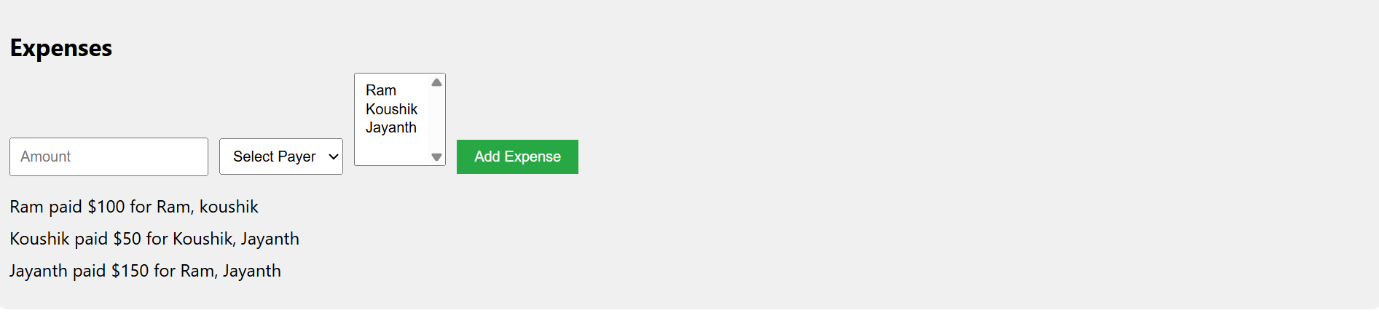 Expenses
Ram
Koushik
Jayanth
Amount
Select Payer
Add Expense
Ram paid $100 for Ram, koushik
Koushik paid $50 for Koushik, Jayanth
Jayanth paid $150 for Ram, Jayanth